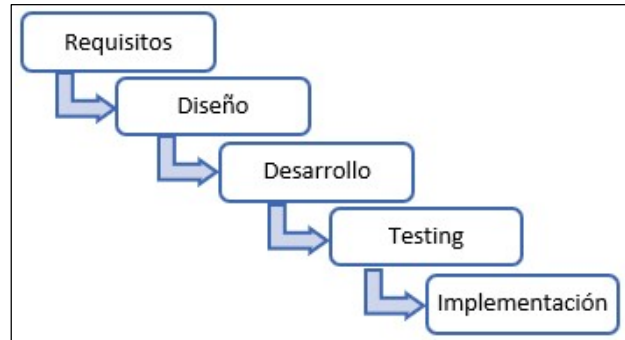 Requisitos
Diseño
Desarrollo
Testing
Implementación